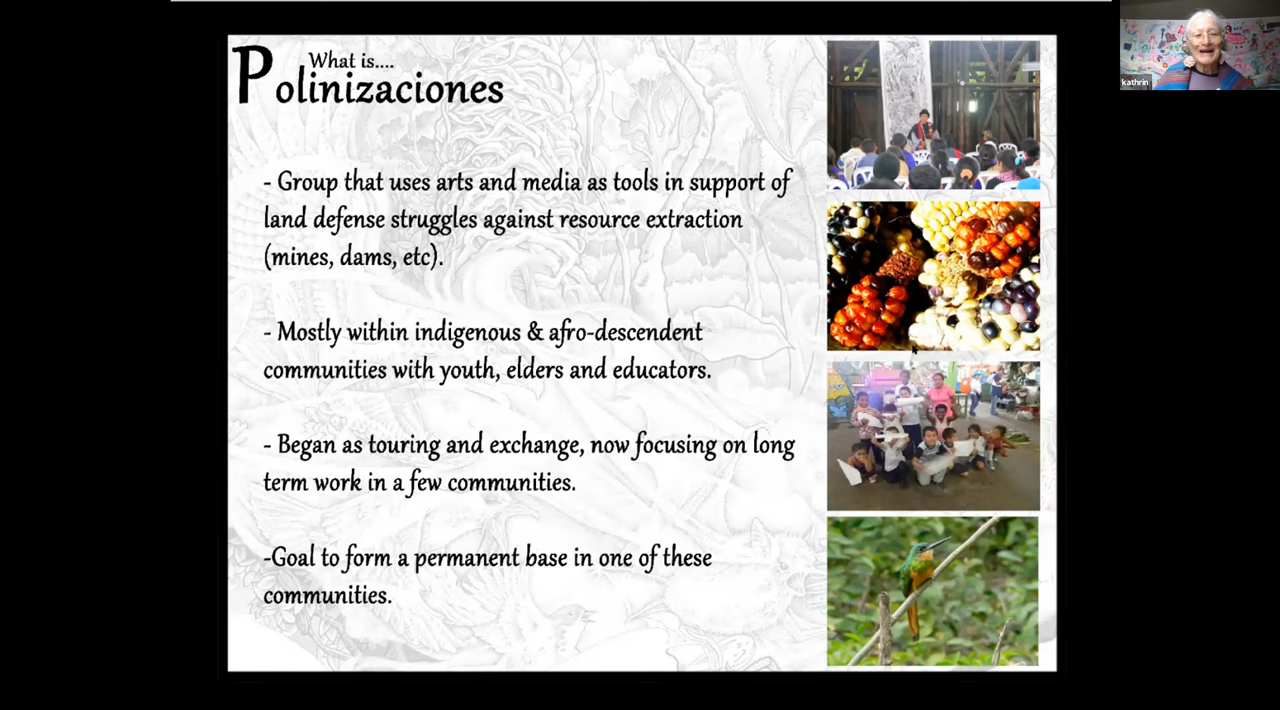 What is....
Polinizaciones
- Group that uses arts and media as tools in support of
land defense struggles against resource extraction
(mines, dams, etc).
- Mostly within indigenous & afro-descendent
communities with youth, elders and educators.
- Began as touring and exchange, now focusing on long
term work in a few communities.
-Goal to form a permanent base in one of these
communities.
kathrin